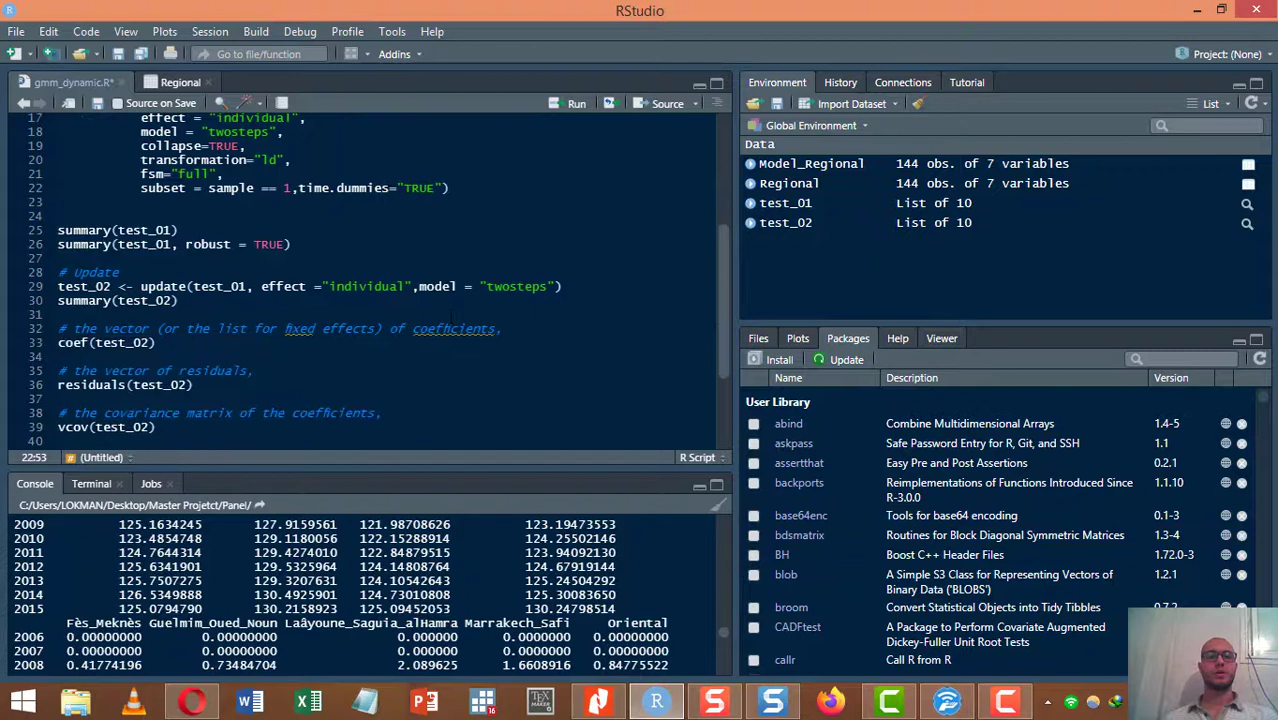 RStudio
File Edit Code View Plots Session Build Debug Profile Tools Help
Go to file/function Addins Project: (None)
gmm_dynamic.R* Regional
Source on Save Run Source
17 effect = "individual",
18 model = "twosteps",
19 collapse=TRUE,
20 transformation="ld",
21 fsm="full",
22 subset = sample == 1,time.dummies="TRUE")
23
24
25 summary(test_01)
26 summary(test_01, robust = TRUE)
27
28 # Update
29 test_02 <- update(test_01, effect ="individual",model = "twosteps")
30 summary(test_02)
31
32 # the vector (or the list for fixed effects) of coefficients,
33 coef(test_02)
34
35 # the vector of residuals,
36 residuals(test_02)
37
38 # the covariance matrix of the coefficients,
39 vcov(test_02)
40
22:53 # (Untitled) R Script
Console Terminal Jobs
C:/Users/LOKMAN/Desktop/Master Projetct/Panel/
2009 125.1634245 127.9159561 121.98708626 123.19473553
2010 123.4854748 129.1180056 122.15288914 124.25502146
2011 124.7644314 129.4274010 122.84879515 123.94092130
2012 125.6341901 129.5325964 124.14808764 124.67919144
2013 125.7507275 129.3207631 124.10542643 125.24504292
2014 126.5349988 130.4925901 124.73010804 125.30083650
2015 125.0794790 130.2158923 125.09452053 130.24798514
Fès_Meknès Guelmim_Oued_Noun Laâyoune_Saguia_alHamra Marrakech_Safi Oriental
2006 0.00000000 0.00000000 0.000000 0.0000000 0.00000000
2007 0.00000000 0.00000000 0.000000 0.0000000 0.00000000
2008 0.41774196 0.73484704 2.089625 1.6608916 0.84775522
Environment History Connections Tutorial
Import Dataset List
Global Environment
Data
Model_Regional 144 obs. of 7 variables
Regional 144 obs. of 7 variables
test_01 List of 10
test_02 List of 10
Files Plots Packages Help Viewer
Install Update
Name Description Version
User Library
abind Combine Multidimensional Arrays 1.4-5
askpass Safe Password Entry for R, Git, and SSH 1.1
assertthat Easy Pre and Post Assertions 0.2.1
backports Reimplementations of Functions Introduced Since R-3.0.0 1.1.10
base64enc Tools for base64 encoding 0.1-3
bdsmatrix Routines for Block Diagonal Symmetric Matrices 1.3-4
BH Boost C++ Header Files 1.72.0-3
blob A Simple S3 Class for Representing Vectors of Binary Data ('BLOBS') 1.2.1
broom Convert Statistical Objects into Tidy Tibbles 0.7.2
CADFtest A Package to Perform Covariate Augmented Dickey-Fuller Unit Root Tests
callr Call R from R